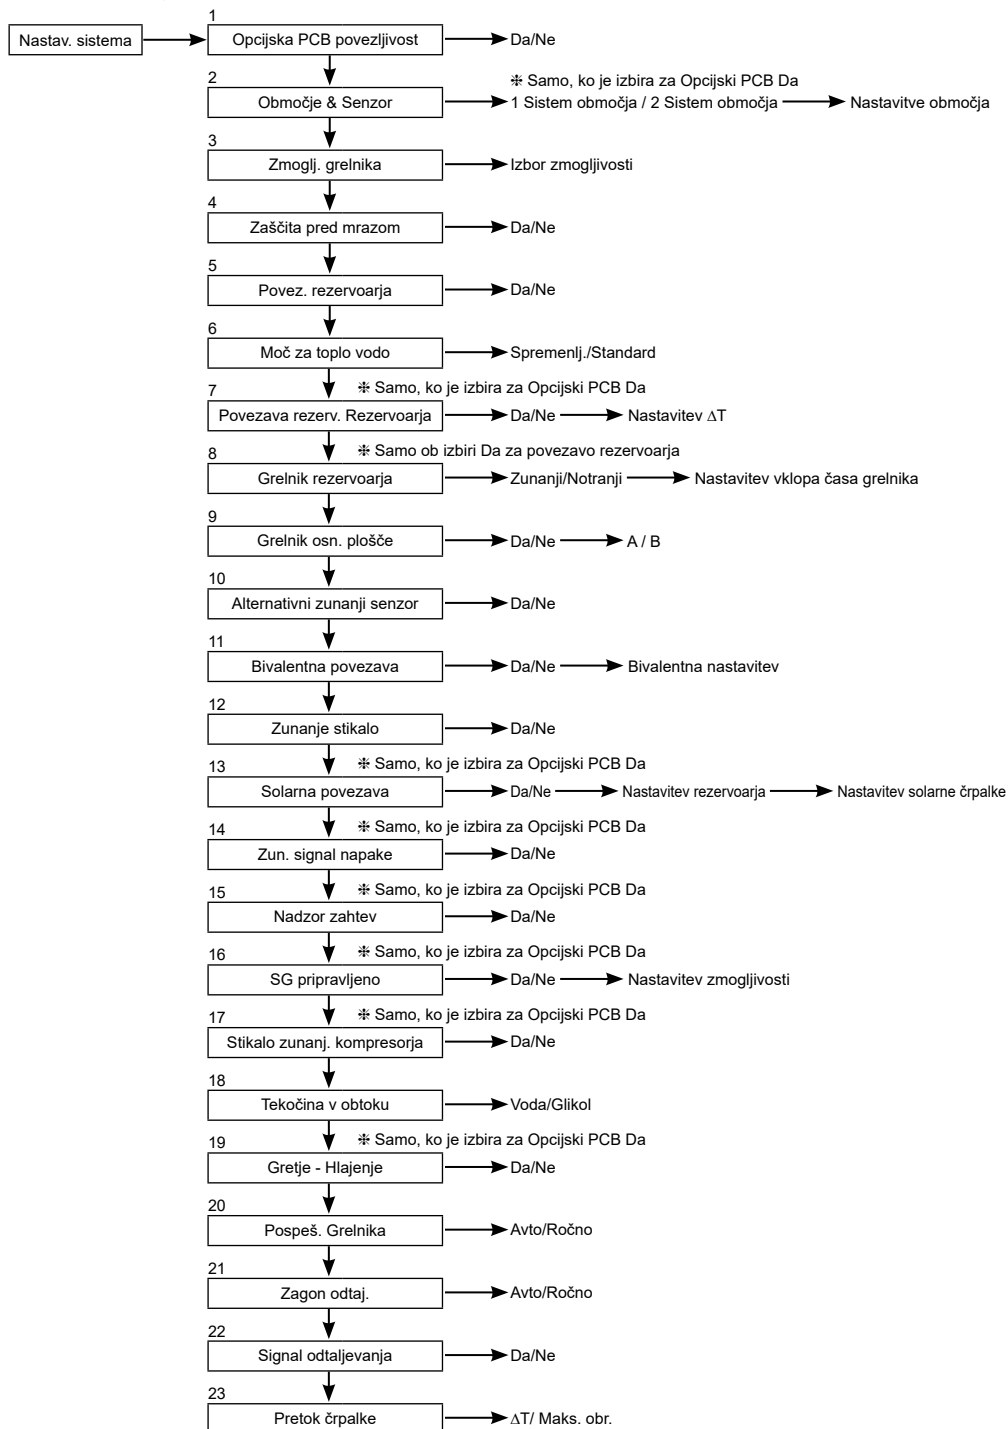 1
Nastav. sistema
Opcijska PCB povezljivost
Da/Ne
2
❈ Samo, ko je izbira za Opcijski PCB Da
Območje & Senzor
1 Sistem območja / 2 Sistem območja
Nastavitve območja
3
Zmoglj. grelnika
Izbor zmogljivosti
4
Zaščita pred mrazom
Da/Ne
5
Povez. rezervoarja
Da/Ne
6
Moč za toplo vodo
Spremenlj./Standard
7
❈ Samo, ko je izbira za Opcijski PCB Da
Povezava rezerv. Rezervoarja
Da/Ne
Nastavitev ∆T
8
❈ Samo ob izbiri Da za povezavo rezervoarja
Grelnik rezervoarja
Zunanji/Notranji
Nastavitev vklopa časa grelnika
9
Grelnik osn. plošče
Da/Ne
A / B
10
Alternativni zunanji senzor
Da/Ne
11
Bivalentna povezava
Da/Ne
Bivalentna nastavitev
12
Zunanje stikalo
Da/Ne
13
❈ Samo, ko je izbira za Opcijski PCB Da
Solarna povezava
Da/Ne
Nastavitev rezervoarja
Nastavitev solarne črpalke
14
❈ Samo, ko je izbira za Opcijski PCB Da
Zun. signal napake
Da/Ne
15
❈ Samo, ko je izbira za Opcijski PCB Da
Nadzor zahtev
Da/Ne
16
❈ Samo, ko je izbira za Opcijski PCB Da
SG pripravljeno
Da/Ne
Nastavitev zmogljivosti
17
❈ Samo, ko je izbira za Opcijski PCB Da
Stikalo zunanj. kompresorja
Da/Ne
18
Tekočina v obtoku
Voda/Glikol
19
❈ Samo, ko je izbira za Opcijski PCB Da
Gretje - Hlajenje
Da/Ne
20
Pospeš. Grelnika
Avto/Ročno
21
Zagon odtaj.
Avto/Ročno
22
Signal odtaljevanja
Da/Ne
23
Pretok črpalke
∆T/ Maks. obr.